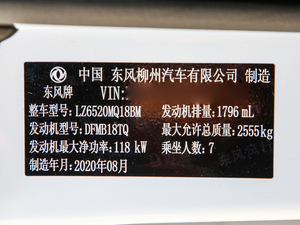 中国 东风柳州汽车有限公司 制造
东风牌 VIN:
整车型号:LZ6520MQ18BM 发动机排量:1796 mL
发动机型号:DFMB18TQ 最大允许总质量:2555kg
发动机最大净功率:118 kW 乘坐人数:7
制造年月:2020年08月